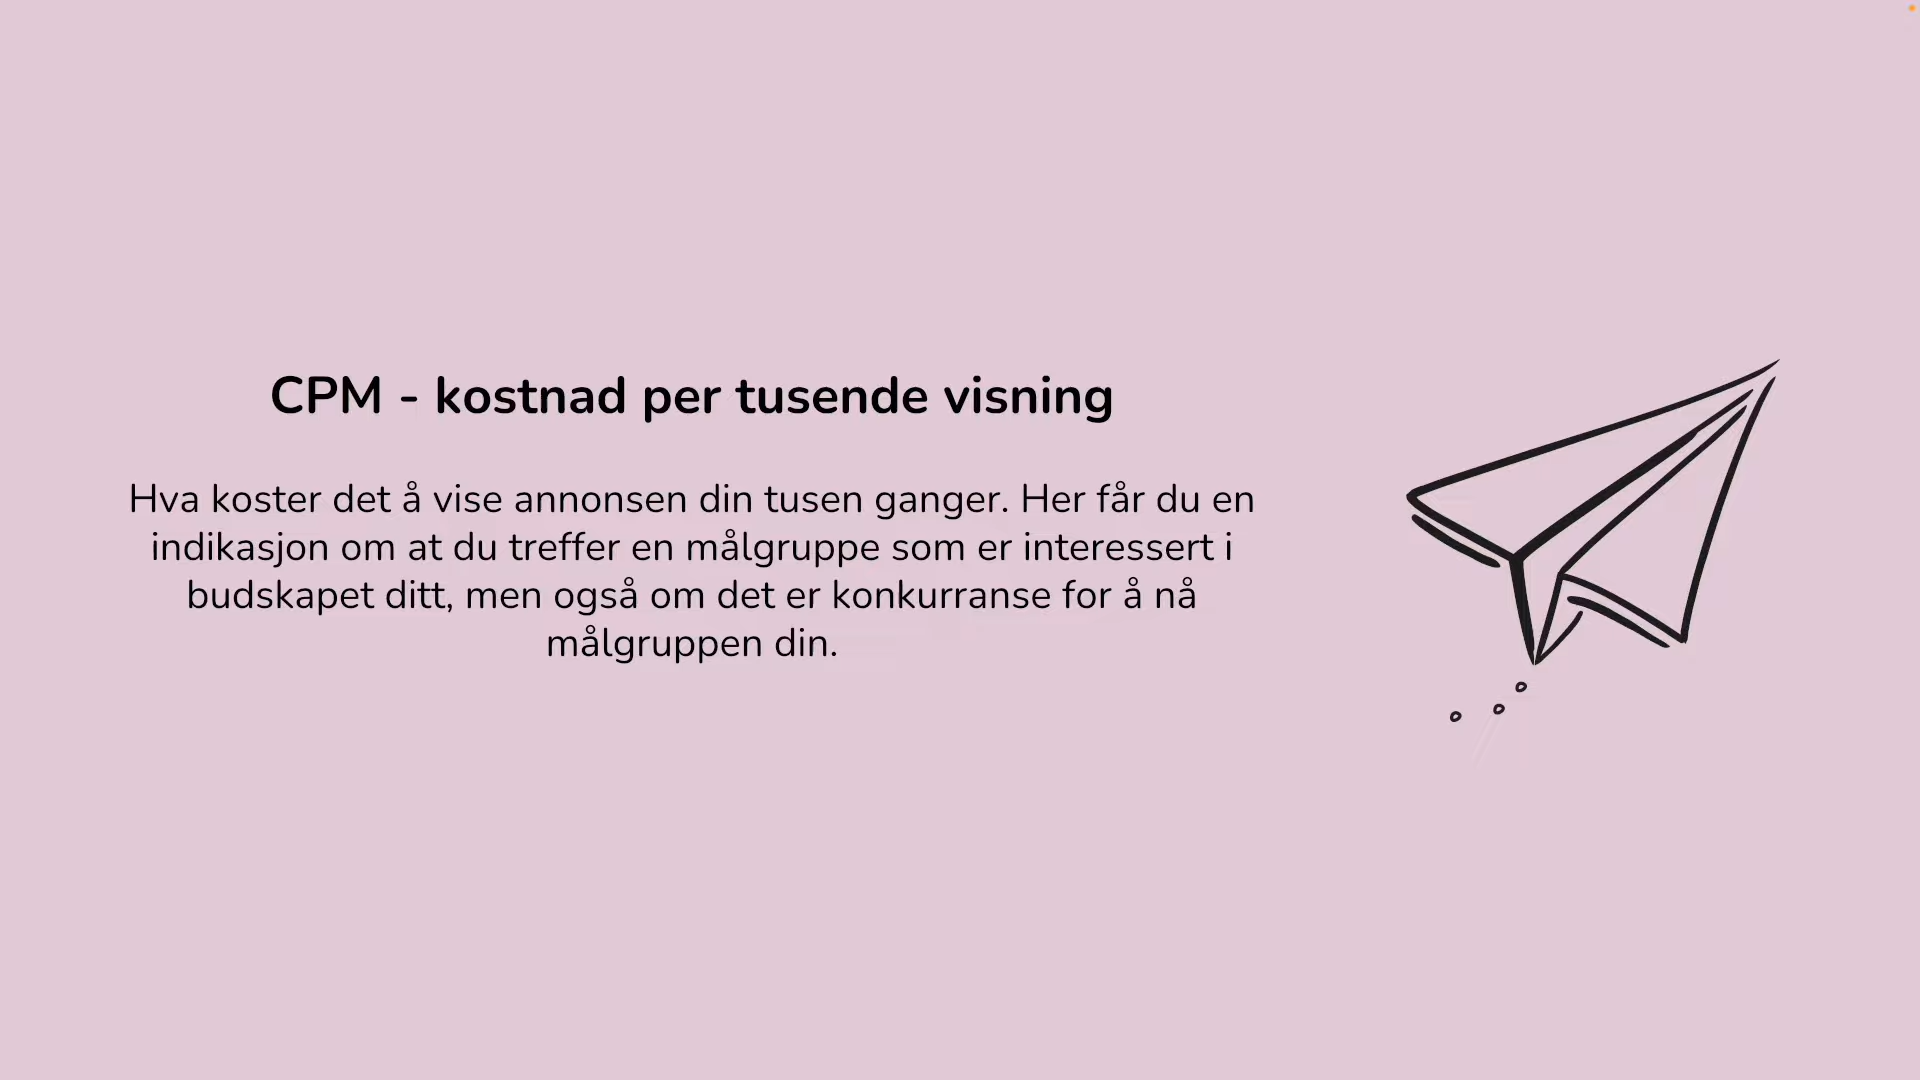 CPM - kostnad per tusende visning
Hva koster det å vise annonsen din tusen ganger. Her får du en
indikasjon om at du treffer en målgruppe som er interessert i
budskapet ditt, men også om det er konkurranse for å nå
målgruppen din.